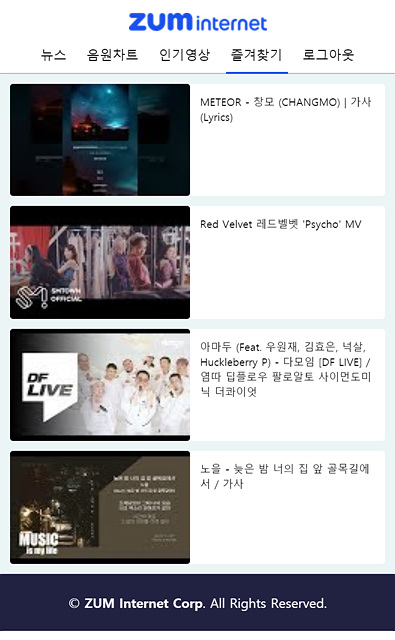 ZUM internet
뉴스 음원차트 인기영상 즐겨찾기 로그아웃
METEOR - 창모 (CHANGMO) | 가사
(Lyrics)
Red Velvet 레드벨벳 'Psycho' MV
SMTOWN
OFFICIAL
아마두 (Feat. 우원재, 김효은, 넉살,
Huckleberry P) - 다모임 [DF LIVE] /
염따 딥플로우 팔로알토 사이먼도미
닉 더콰이엇
DF
LIVE
노을 - 늦은 밤 너의 집 앞 골목길에
서 / 가사
MUSIC
is my life
© ZUM Internet Corp. All Rights Reserved.